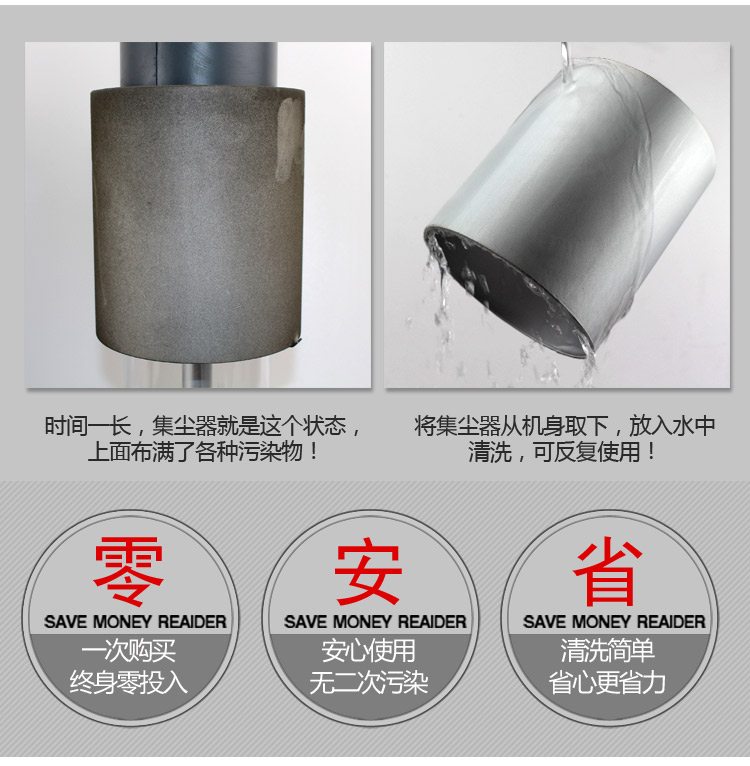 时间一长，集尘器就是这个状态，
上面布满了各种污染物！
将集尘器从机身取下，放入水中
清洗，可反复使用！
零
SAVE MONEY REAIDER
一次购买
终身零投入
安
SAVE MONEY REAIDER
安心使用
无二次污染
省
SAVE MONEY REAIDER
清洗简单
省心更省力